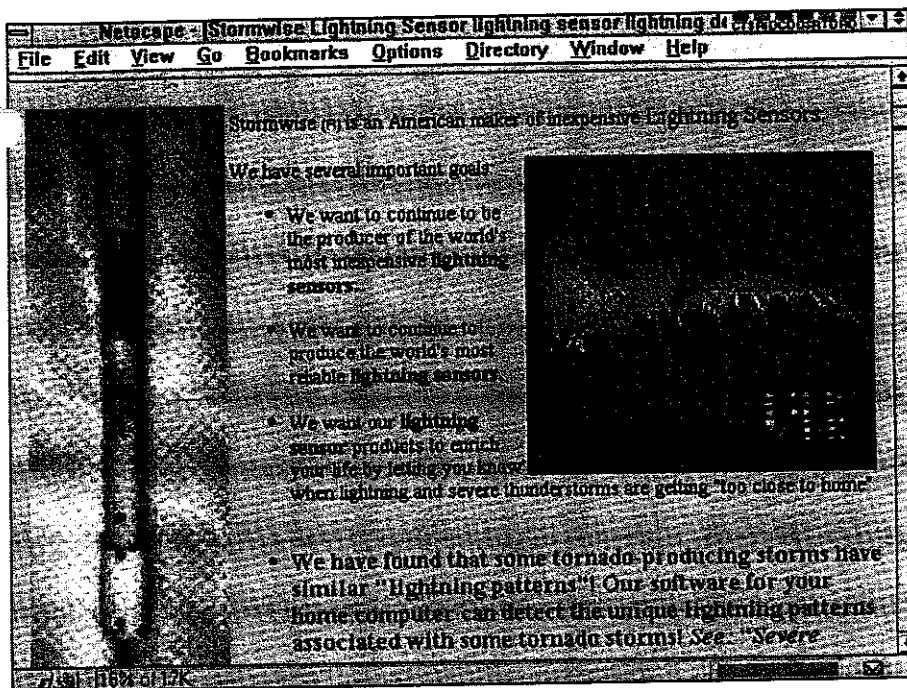 Netscape - [Stormwise Lightning Sensor lightning sensor lightning de
File Edit View Go Bookmarks Options Directory Window Help
Stormwise (R) is an American maker of inexpensive Lightning Sensors.
We have several important goals:
• We want to continue to be
the producer of the world's
most inexpensive lightning
sensors.
• We want to continue to
produce the world's most
reliable lightning sensors
• We want our lightning
sensor products to enrich
your life by letting you know
when lightning and severe thunderstorms are getting "too close to home"
• We have found that some tornado-producing storms have
similar "lightning patterns"! Our software for your
home computer can detect the unique lightning patterns
associated with some tornado storms! See: "Severe
16% of 17K